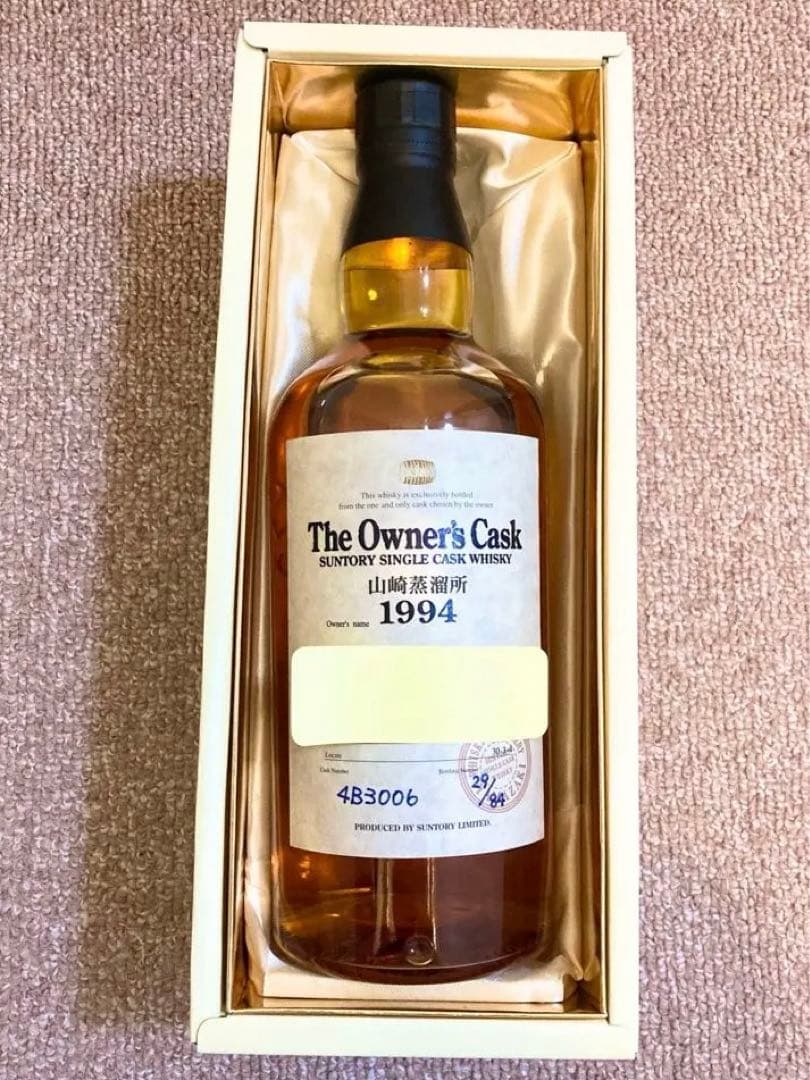 This whisky is exclusively bottled
from the one and only cask chosen by the owner
The Owner's Cask
SUNTORY SINGLE CASK WHISKY
山崎蒸溜所
Owner's name 1994
Cask Number
4B3006
29/84
PRODUCED BY SUNTORY LIMITED.